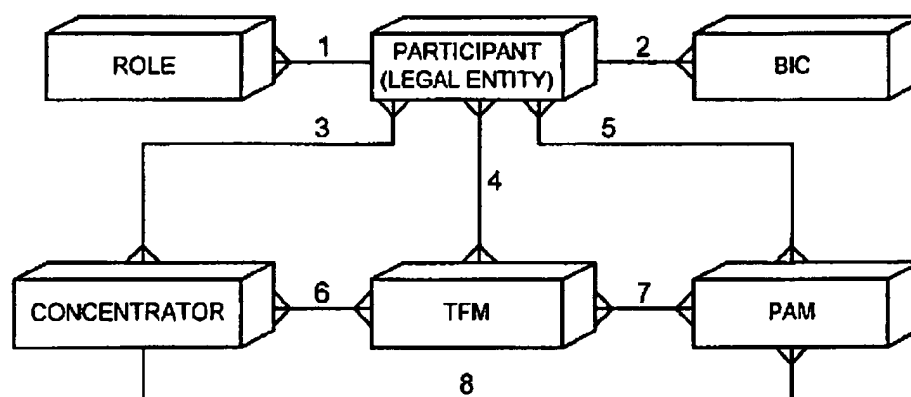 1
2
ROLE
PARTICIPANT
(LEGAL ENTITY)
BIC
3
5
4
CONCENTRATOR
6
TFM
7
PAM
8